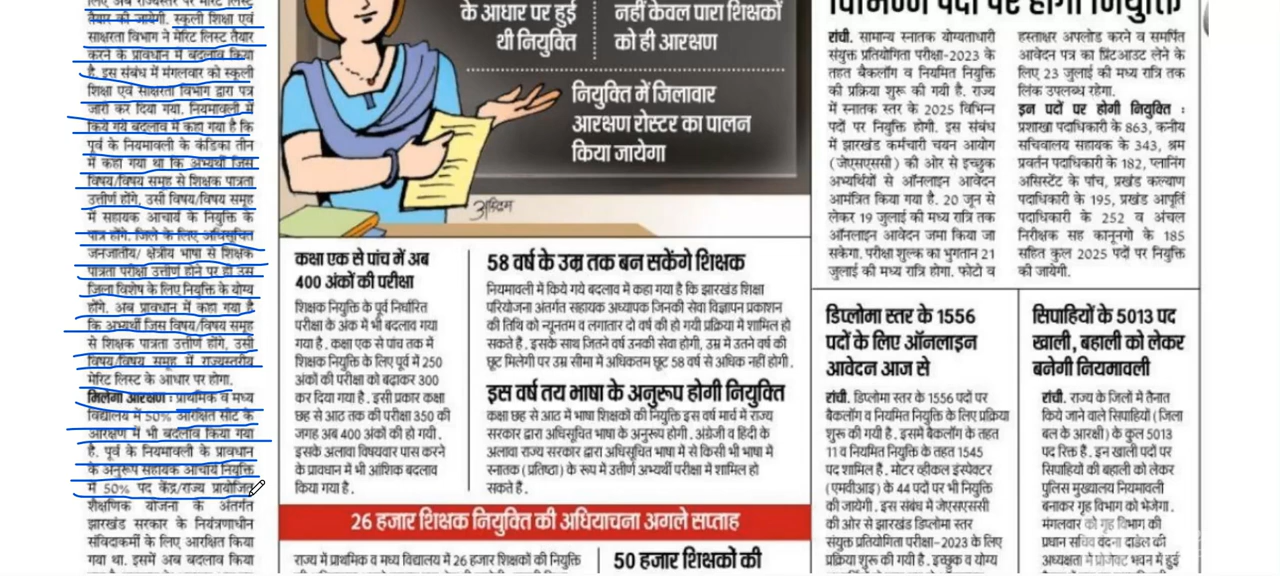 तैयार की जायेगी. स्कूली शिक्षा एवं
साक्षरता विभाग ने मेरिट लिस्ट तैयार
करने के प्रावधान में बदलाव किया
है. इस संबंध में मंगलवार को स्कूली
शिक्षा एवं साक्षरता विभाग द्वारा पत्र
जारी कर दिया गया. नियमावली में
किये गये बदलाव में कहा गया है कि
पूर्व के नियमावली के कंडिका तीन
में कहा गया था कि अभ्यर्थी जिस
विषय/विषय समूह से शिक्षक पात्रता
उत्तीर्ण होंगे. उसी विषय/विषय समूह
में सहायक आचार्य के नियुक्ति के
पात्र होंगे. जिले के लिए अधिसूचित
जनजातीय/ क्षेत्रीय भाषा से शिक्षक
पात्रता परीक्षा उत्तीर्ण होने पर ही उस
जिला विशेष के लिए नियुक्ति के योग्य
होंगे. अब प्रावधान में कहा गया है
कि अभ्यर्थी जिस विषय/विषय समूह
से शिक्षक पात्रता उत्तीर्ण होंगे, उसी
विषय/विषय समूह में राज्यस्तरीय
मेरिट लिस्ट के आधार पर होगा.
मिलेगा आरक्षण : प्राथमिक व मध्य
विद्यालय में 50% आरक्षित सीट के
आरक्षण में भी बदलाव किया गया
है. पूर्व के नियमावली के प्रावधान
के अनुरूप सहायक आचार्य नियुक्ति
में 50% पद केंद्र/राज्य प्रायोजित
शैक्षणिक योजना के अंतर्गत
झारखंड सरकार के नियंत्रणाधीन
संविदाकर्मी के लिए आरक्षित किया
गया था. इसमें अब बदलाव किया
के आधार पर हुई
थी नियुक्ति
नहीं केवल पारा शिक्षकों
को ही आरक्षण
नियुक्ति में जिलावार
आरक्षण रोस्टर का पालन
किया जायेगा
कक्षा एक से पांच में अब
400 अंकों की परीक्षा
शिक्षक नियुक्ति के पूर्व निर्धारित
परीक्षा के अंक में भी बदलाव गया
गया है. कक्षा एक से पांच तक में
शिक्षक नियुक्ति के लिए पूर्व में 250
अंकों की परीक्षा को बढ़ाकर 300
कर दिया गया है. इसी प्रकार कक्षा
छह से आठ तक की परीक्षा 350 की
जगह अब 400 अंकों की हो गयी.
इसके अलावा विषयवार पास करने
के प्रावधान में भी आंशिक बदलाव
किया गया है.
58 वर्ष के उम्र तक बन सकेंगे शिक्षक
नियमावली में किये गये बदलाव में कहा गया है कि झारखंड शिक्षा
परियोजना अंतर्गत सहायक अध्यापक जिनकी सेवा विज्ञापन प्रकाशन
की तिथि को न्यूनतम व लगातार दो वर्ष की हो गयी प्रक्रिया में शामिल हो
सकते है. इसके साथ जितने वर्ष उनकी सेवा होगी, उम्र में उतने वर्ष की
छूट मिलेगी पर उम्र सीमा में अधिकतम छूट 58 वर्ष से अधिक नहीं होगी.
इस वर्ष तय भाषा के अनुरूप होगी नियुक्ति
कक्षा छह से आठ में भाषा शिक्षकों की नियुक्ति इस वर्ष मार्च में राज्य
सरकार द्वारा अधिसूचित भाषा के अनुरूप होगी. अंग्रेजी व हिंदी के
अलावा राज्य सरकार द्वारा अधिसूचित भाषा में से किसी भी भाषा में
स्नातक (प्रतिष्ठा) के रूप में उत्तीर्ण अभ्यर्थी परीक्षा में शामिल हो
सकते है.
26 हजार शिक्षक नियुक्ति की अधियाचना अगले सप्ताह
राज्य में प्राथमिक व मध्य विद्यालय में 26 हजार शिक्षकों की नियुक्ति
50 हजार शिक्षकों की
विभिन्न पदों पर होगी नियुक्ति
रांची. सामान्य स्नातक योग्यताधारी
संयुक्त प्रतियोगिता परीक्षा-2023 के
तहत बैकलॉग व नियमित नियुक्ति
की प्रक्रिया शुरू की गयी है. राज्य
में स्नातक स्तर के 2025 विभिन्न
पदों पर नियुक्ति होगी. इस संबंध
में झारखंड कर्मचारी चयन आयोग
(जेएसएससी) की ओर से इच्छुक
अभ्यर्थियों से ऑनलाइन आवेदन
आमंत्रित किया गया है. 20 जून से
लेकर 19 जुलाई की मध्य रात्रि तक
ऑनलाइन आवेदन जमा किया जा
सकेगा. परीक्षा शुल्क का भुगतान 21
जुलाई की मध्य रात्रि होगा. फोटो व
हस्ताक्षर अपलोड करने व समर्पित
आवेदन पत्र का प्रिंटआउट लेने के
लिए 23 जुलाई की मध्य रात्रि तक
लिंक उपलब्ध रहेगा.
इन पदों पर होगी नियुक्ति :
प्रशाखा पदाधिकारी के 863, कनीय
सचिवालय सहायक के 343, श्रम
प्रवर्तन पदाधिकारी के 182, प्लानिंग
असिस्टेंट के पांच, प्रखंड कल्याण
पदाधिकारी के 195, प्रखंड आपूर्ति
पदाधिकारी के 252 व अंचल
निरीक्षक सह कानूनगो के 185
सहित कुल 2025 पदों पर नियुक्ति
की जायेगी.
डिप्लोमा स्तर के 1556
पदों के लिए ऑनलाइन
आवेदन आज से
रांची. डिप्लोमा स्तर के 1556 पदों पर
बैकलॉग व नियमित नियुक्ति के लिए प्रक्रिया
शुरू की गयी है. इसमें बैकलॉग के तहत
11 व नियमित नियुक्ति के तहत 1545
पद शामिल हैं. मोटर व्हीकल इंस्पेक्टर
(एमवीआइ) के 44 पदों पर भी नियुक्ति
की जायेगी. इस संबंध में जेएसएससी
की ओर से झारखंड डिप्लोमा स्तर
संयुक्त प्रतियोगिता परीक्षा-2023 के लिए
प्रक्रिया शुरू की गयी है. इच्छुक व योग्य
सिपाहियों के 5013 पद
खाली, बहाली को लेकर
बनेगी नियमावली
रांची. राज्य के जिलों में तैनात
किये जाने वाले सिपाहियों (जिला
बल के आरक्षी) के कुल 5013
पद रिक्त है. इन खाली पदों पर
सिपाहियों की बहाली को लेकर
पुलिस मुख्यालय नियमावली
बनाकर गृह विभाग को भेजेगा.
मंगलवार को गृह विभाग की
प्रधान सचिव वंदना दादेल की
अध्यक्षता में प्रोजेक्ट भवन में हुई